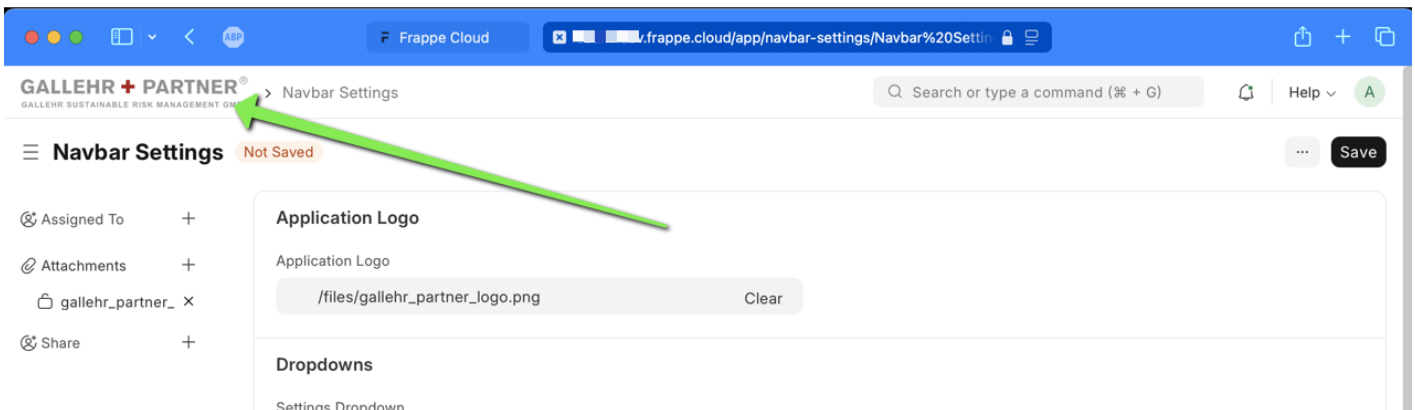 ABP
F Frappe Cloud
.frappe.cloud/app/navbar-settings/Navbar%20Settin
GALLEHR + PARTNER®
GALLEHR SUSTAINABLE RISK MANAGEMENT
> Navbar Settings
Search or type a command (⌘ + G)
Help
A
Navbar Settings
Not Saved
...
Save
Assigned To +
Application Logo
Attachments +
Application Logo
gallehr_partner_ ×
/files/gallehr_partner_logo.png
Clear
Share +
Dropdowns
Settings Dropdown